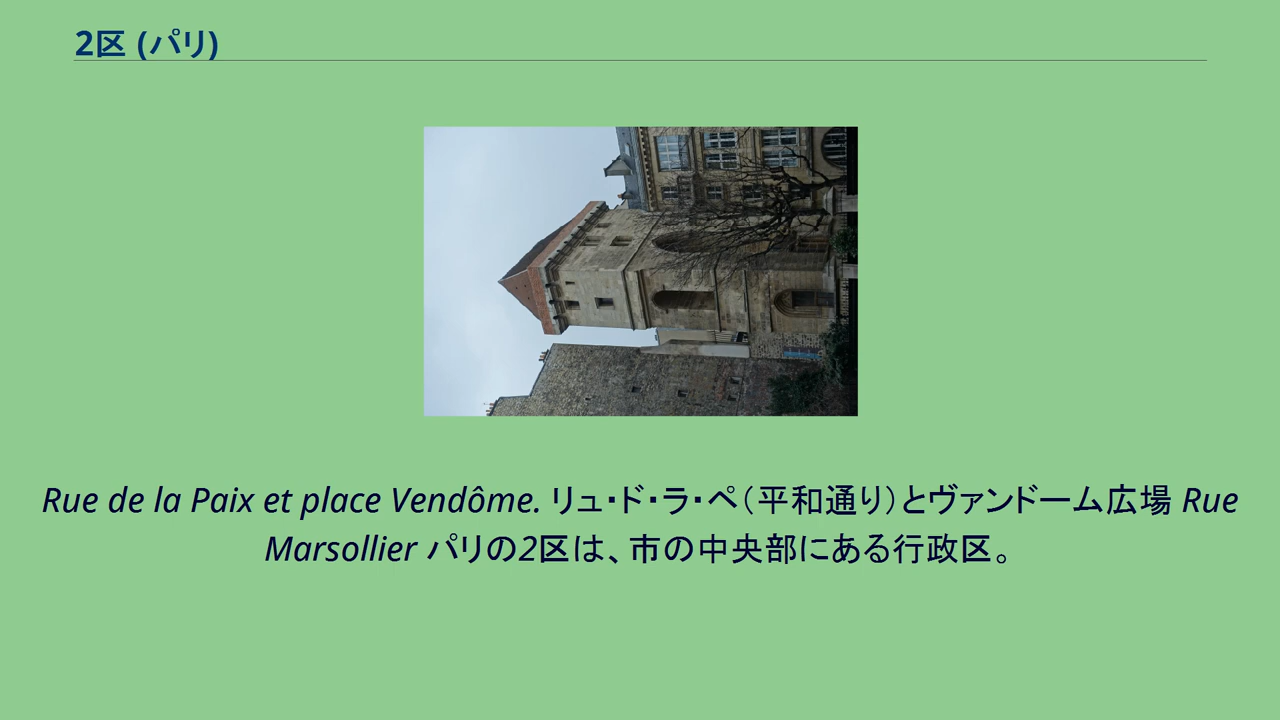 2区 (パリ)
Rue de la Paix et place Vendôme. リュ・ド・ラ・ペ（平和通り）とヴァンドーム広場 Rue
Marsollier パリの2区は、市の中央部にある行政区。